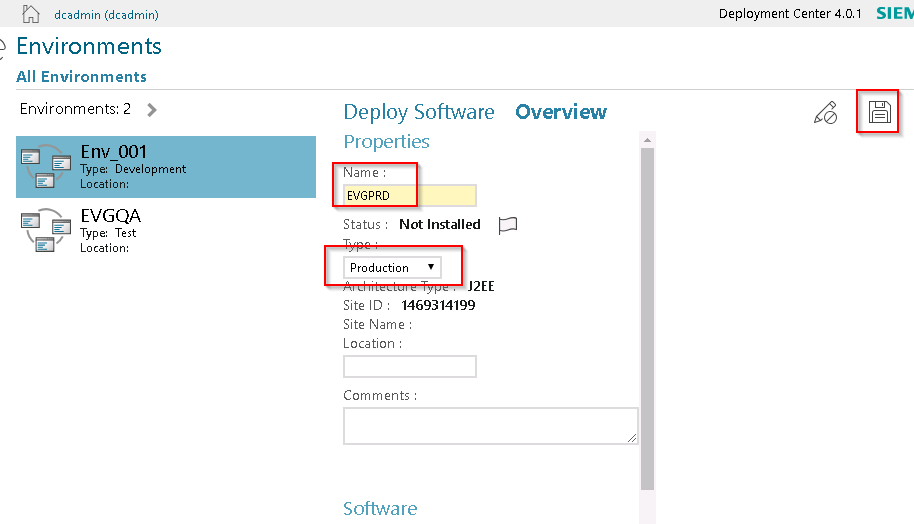 dcadmin (dcadmin)
Deployment Center 4.0.1
Environments
All Environments
Environments: 2
Env_001
Type: Development
Location:
EVGQA
Type: Test
Location:
Deploy Software Overview
Properties
Name :
EVGPRD
Status : Not Installed
Type :
Production
Architecture Type : J2EE
Site ID : 1469314199
Site Name :
Location :
Comments :
Software